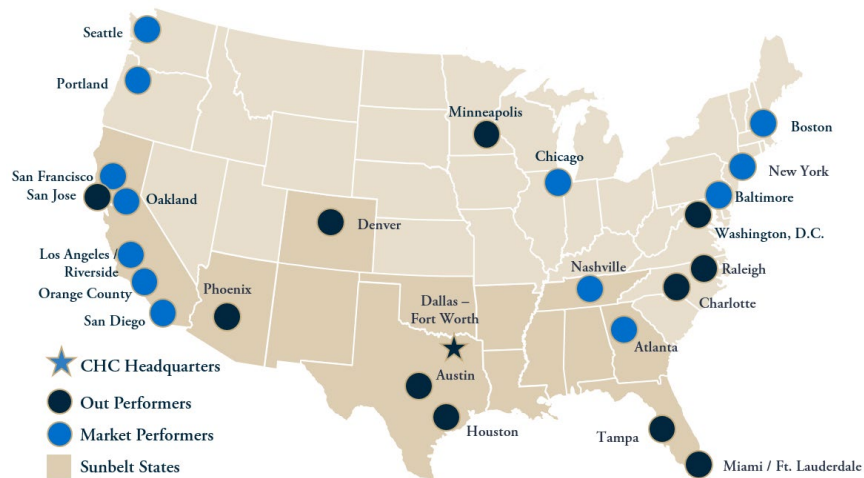 Seattle
Portland
Minneapolis
Boston
Chicago
New York
San Francisco
San Jose
Oakland
Baltimore
Denver
Washington, D.C.
Los Angeles /
Riverside
Nashville
Raleigh
Orange County
Phoenix
Dallas –
Fort Worth
Charlotte
San Diego
Atlanta
CHC Headquarters
Austin
Out Performers
Houston
Market Performers
Tampa
Sunbelt States
Miami / Ft. Lauderdale